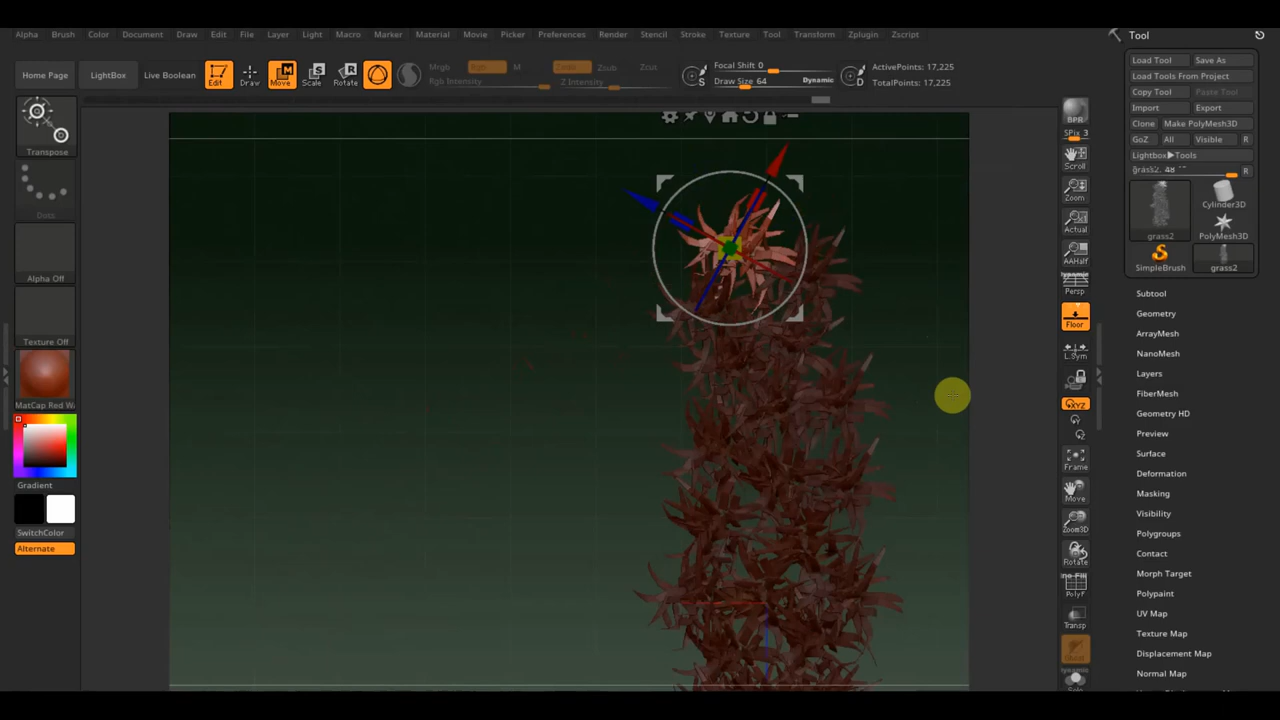 Alpha Brush Color Document Draw Edit File Layer Light Macro Marker Material Movie Picker Preferences Render Stencil Stroke Texture Tool Transform Zplugin Zscript
Tool
Home Page LightBox Live Boolean Edit Draw Move Scale Rotate
Mrgb Rgb M
Rgb Intensity
Zadd Zsub Zcut
Z Intensity
S
Focal Shift 0
Draw Size 64 Dynamic
D
ActivePoints: 17,225
TotalPoints: 17,225
Transpose
Dots
Alpha Off
Texture Off
MatCap Red W
Gradient
SwitchColor
Alternate
BPR
SPix 3
Scroll
Zoom
Actual
AAHalf
Dynamic
Persp
Floor
L.Sym
XYZ
Y
Z
Frame
Move
Zoom3D
Rotate
PolyF
Transp
Ghost
Dynamic
Solo
Load Tool Save As
Load Tools From Project
Copy Tool Paste Tool
Import Export
Clone Make PolyMesh3D
GoZ All Visible R
Lightbox▶Tools
grass2. 48 R
grass2
Cylinder3D
PolyMesh3D
SimpleBrush
grass2
Subtool
Geometry
ArrayMesh
NanoMesh
Layers
FiberMesh
Geometry HD
Preview
Surface
Deformation
Masking
Visibility
Polygroups
Contact
Morph Target
Polypaint
UV Map
Texture Map
Displacement Map
Normal Map